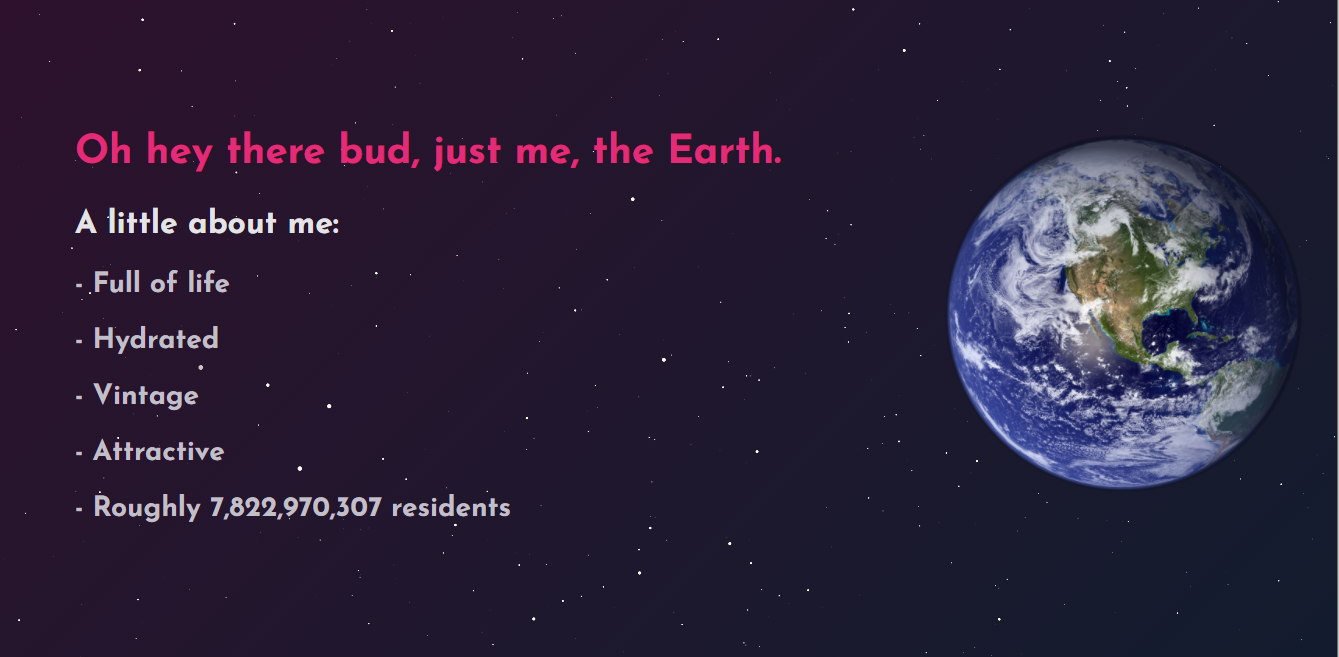 Oh hey there bud, just me, the Earth.
A little about me:
- Full of life
- Hydrated
- Vintage
- Attractive
- Roughly 7,822,970,307 residents